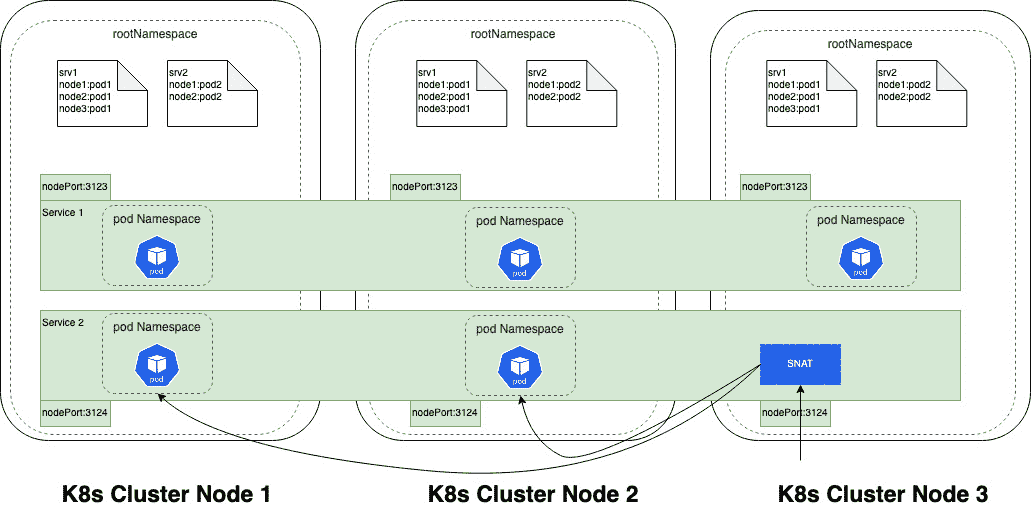 rootNamespace
srv1
node1:pod1
node2:pod1
node3:pod1
srv2
node1:pod2
node2:pod2
rootNamespace
srv1
node1:pod1
node2:pod1
node3:pod1
srv2
node1:pod2
node2:pod2
rootNamespace
srv1
node1:pod1
node2:pod1
node3:pod1
srv2
node1:pod2
node2:pod2
nodePort:3123
nodePort:3123
nodePort:3123
Service 1
pod Namespace
pod
pod Namespace
pod
pod Namespace
pod
Service 2
pod Namespace
pod
pod Namespace
pod
SNAT
nodePort:3124
nodePort:3124
nodePort:3124
K8s Cluster Node 1
K8s Cluster Node 2
K8s Cluster Node 3